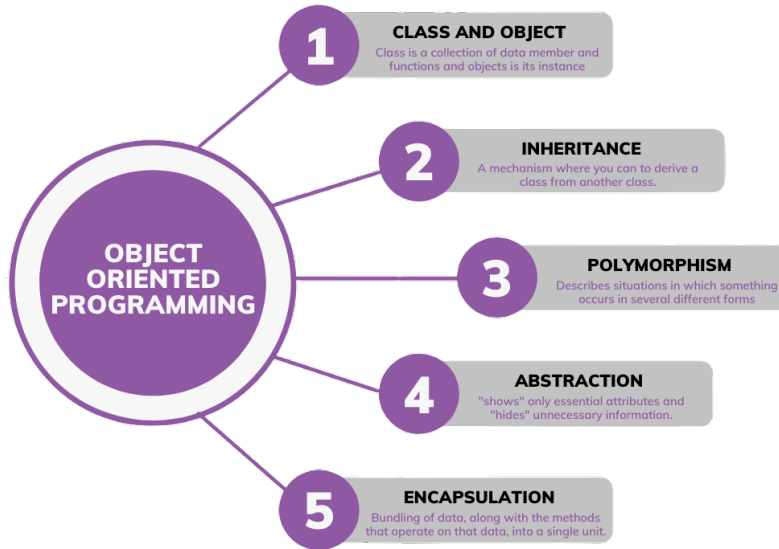 1
CLASS AND OBJECT
Class is a collection of data member and
functions and objects is its instance
2
INHERITANCE
A mechanism where you can to derive a
class from another class.
OBJECT
ORIENTED
PROGRAMMING
3
POLYMORPHISM
Describes situations in which something
occurs in several different forms
4
ABSTRACTION
"shows" only essential attributes and
"hides" unnecessary information.
5
ENCAPSULATION
Bundling of data, along with the methods
that operate on that data, into a single unit.